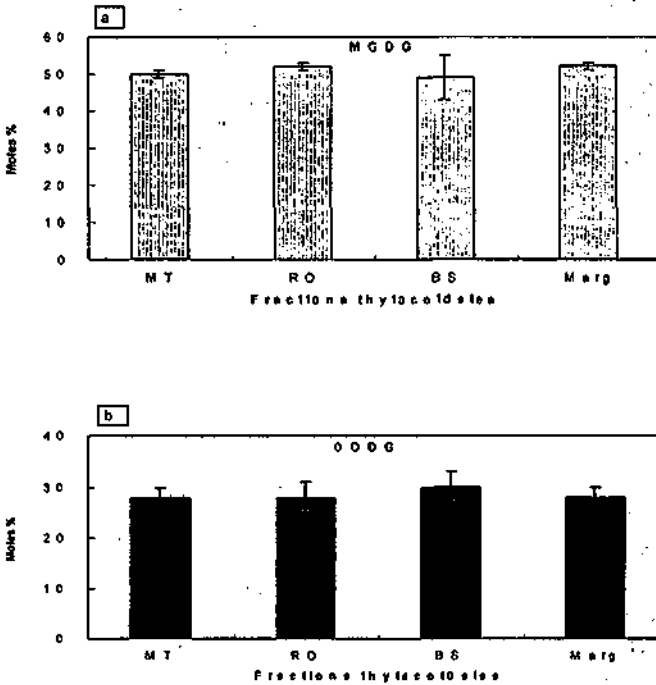 a
MGDG
60
50
40
30
20
10
0
Moles %
MT RO BS Marg
Fractions thylacoïdales
b
DGDG
40
30
20
10
0
Moles %
MT RO BS Marg
Fractions thylacoïdales